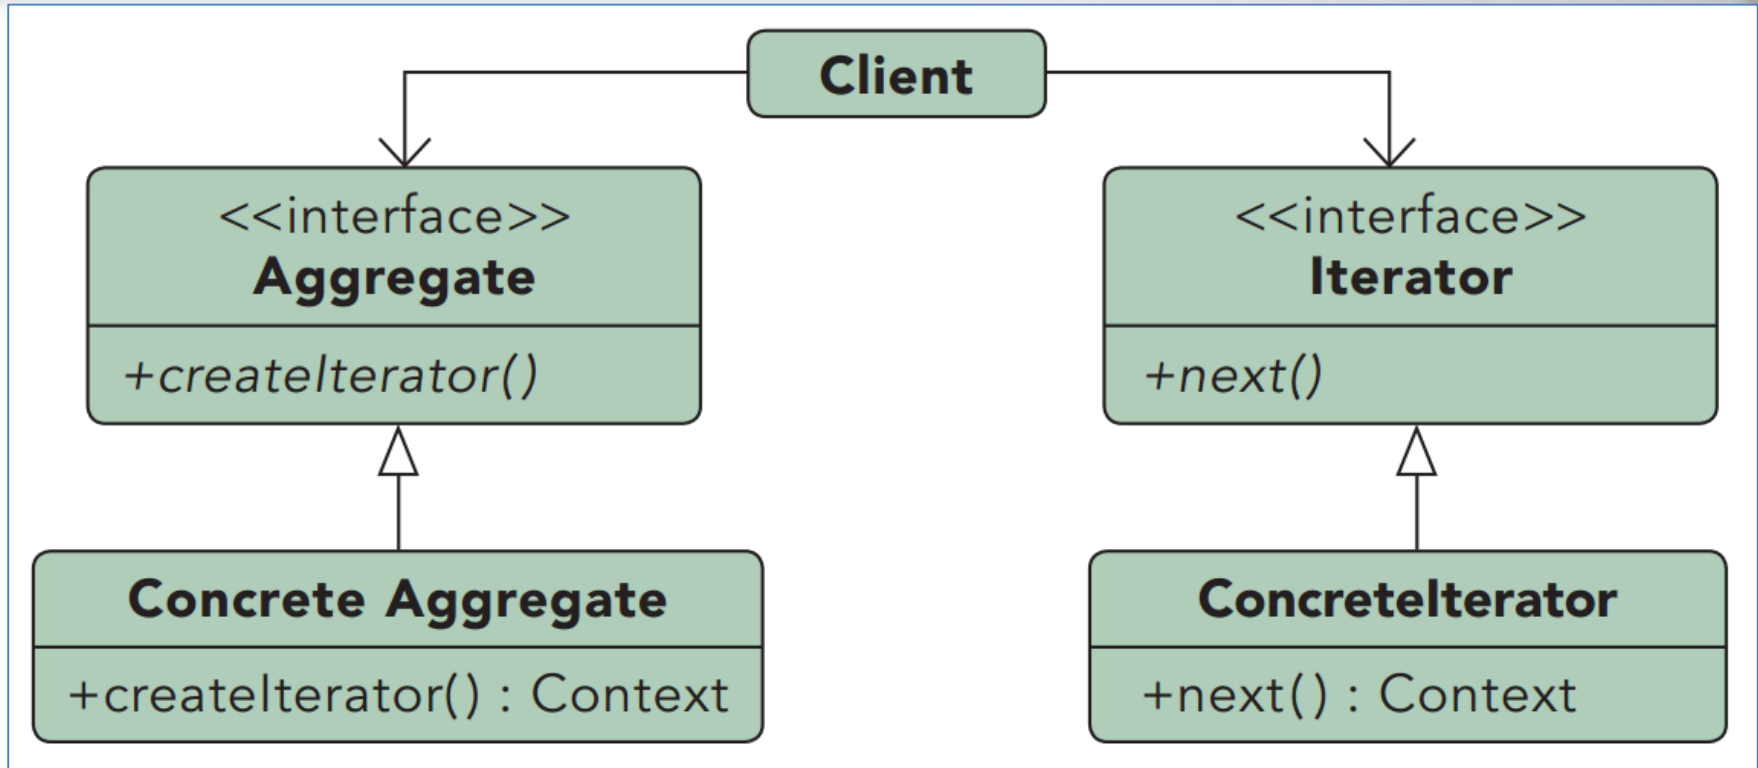 Client
<<interface>>
Aggregate
+createIterator()
<<interface>>
Iterator
+next()
Concrete Aggregate
+createIterator() : Context
ConcreteIterator
+next() : Context